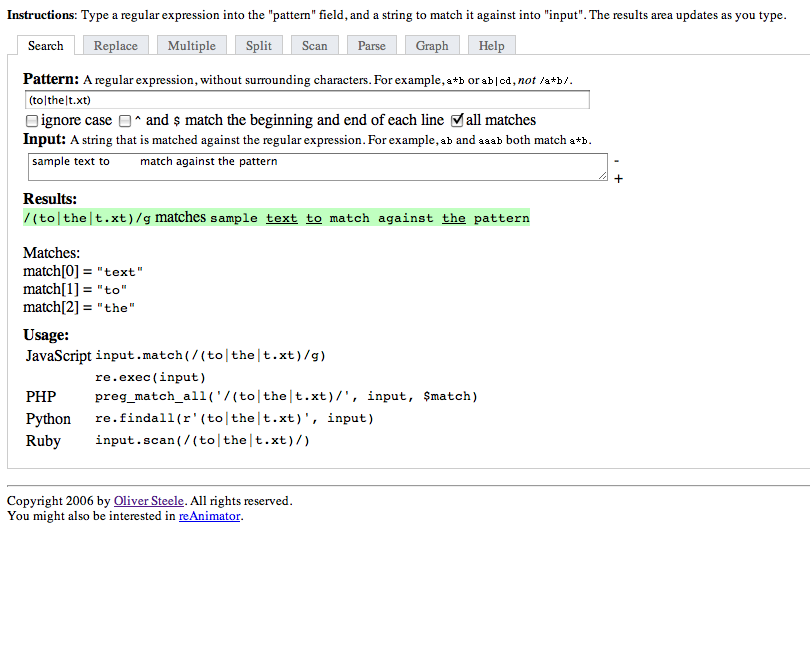 Instructions: Type a regular expression into the "pattern" field, and a string to match it against into "input". The results area updates as you type.
Search Replace Multiple Split Scan Parse Graph Help
Pattern: A regular expression, without surrounding characters. For example, a*b or ab|cd, not /a*b/.
(to|the|t.xt)
ignore case ^ and $ match the beginning and end of each line all matches
Input: A string that is matched against the regular expression. For example, ab and aaab both match a*b.
sample text to match against the pattern
-
+
Results:
/(to|the|t.xt)/g matches sample text to match against the pattern
Matches:
match[0] = "text"
match[1] = "to"
match[2] = "the"
Usage:
JavaScript input.match(/(to|the|t.xt)/g)
re.exec(input)
PHP preg_match_all('/(to|the|t.xt)/', input, $match)
Python re.findall(r'(to|the|t.xt)', input)
Ruby input.scan(/(to|the|t.xt)/)
Copyright 2006 by Oliver Steele. All rights reserved.
You might also be interested in reAnimator.